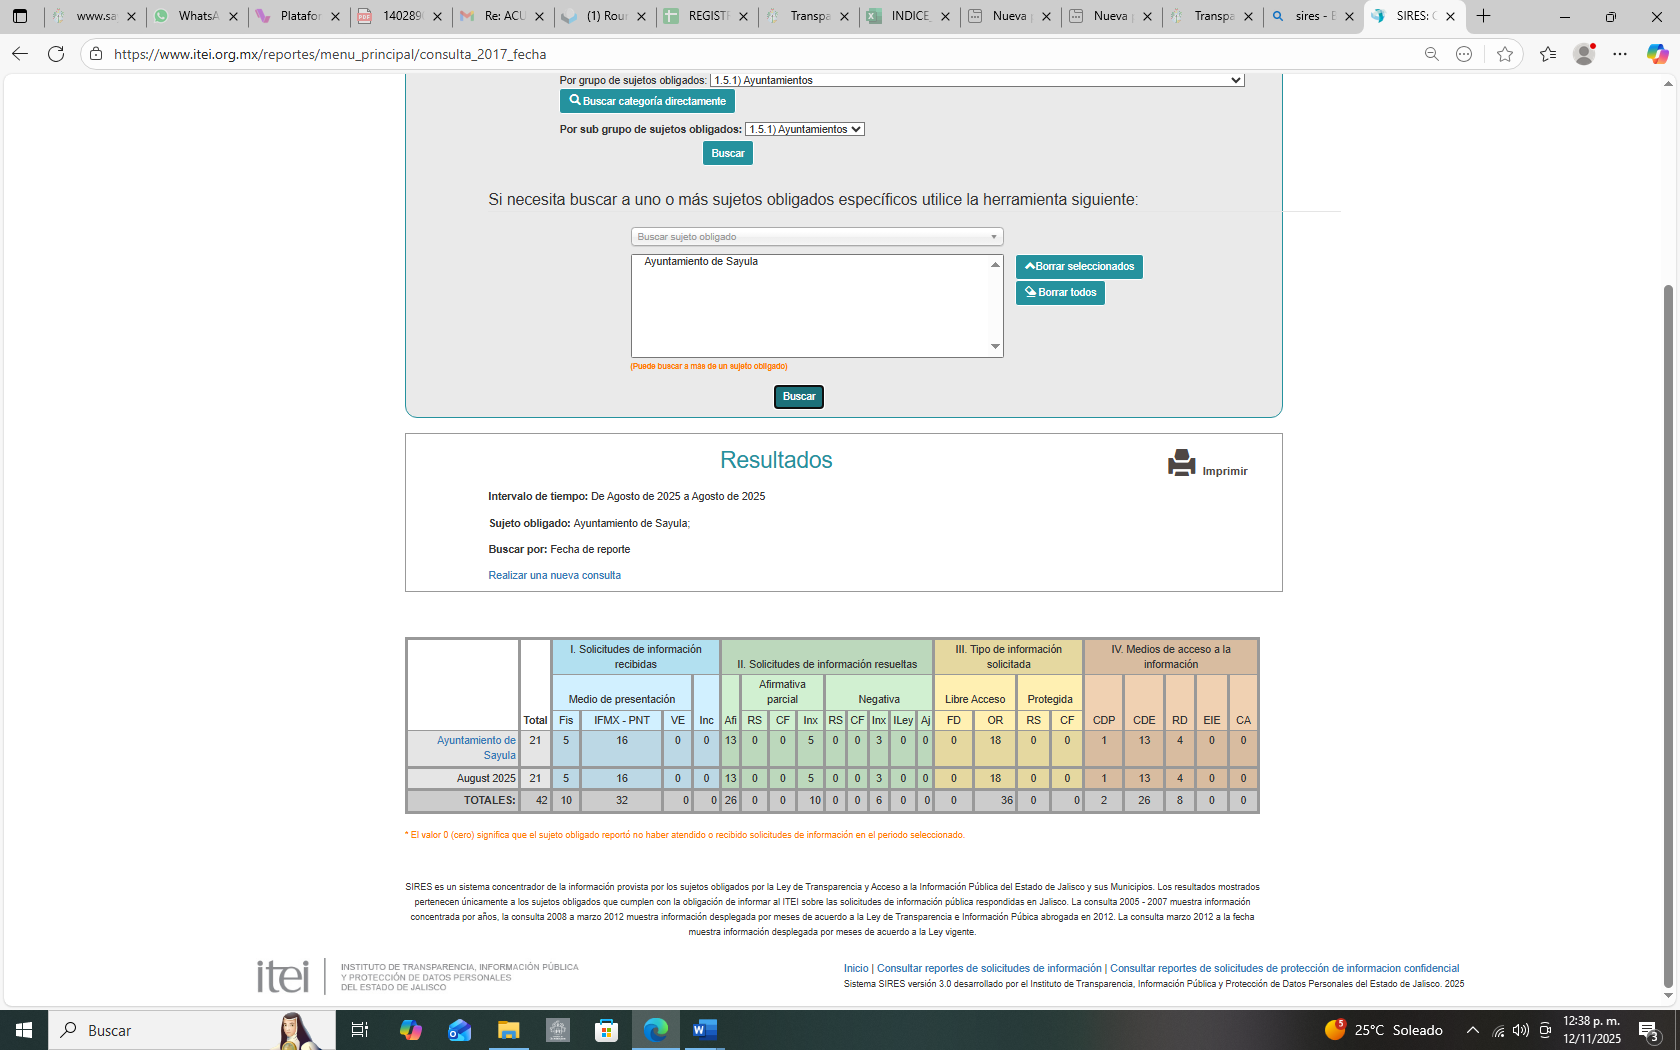 www.sa
WhatsA
Platafor
140289
Re: ACU
(1) Rour
REGISTR
Transpa
INDICE_
Nueva p
Nueva p
Transpa
sires - B
SIRES: C
https://www.itei.org.mx/reportes/menu_principal/consulta_2017_fecha
Por grupo de sujetos obligados: 1.5.1) Ayuntamientos
Buscar categoría directamente
Por sub grupo de sujetos obligados: 1.5.1) Ayuntamientos
Buscar
Si necesita buscar a uno o más sujetos obligados específicos utilice la herramienta siguiente:
Buscar sujeto obligado
Ayuntamiento de Sayula
Borrar seleccionados
Borrar todos
(Puede buscar a más de un sujeto obligado)
Buscar
Resultados
Imprimir
Intervalo de tiempo: De Agosto de 2025 a Agosto de 2025
Sujeto obligado: Ayuntamiento de Sayula;
Buscar por: Fecha de reporte
Realizar una nueva consulta
I. Solicitudes de información recibidas
II. Solicitudes de información resueltas
III. Tipo de información solicitada
IV. Medios de acceso a la información
Medio de presentación
Afirmativa parcial
Negativa
Libre Acceso
Protegida
Total Fis IFMX - PNT VE Inc Afi RS CF Inx RS CF Inx ILey Aj FD OR RS CF CDP CDE RD EIE CA
Ayuntamiento de Sayula 21 5 16 0 0 13 0 0 5 0 0 3 0 0 0 18 0 0 1 13 4 0 0
August 2025 21 5 16 0 0 13 0 0 5 0 0 3 0 0 0 18 0 0 1 13 4 0 0
TOTALES: 42 10 32 0 0 26 0 0 10 0 0 6 0 0 0 36 0 0 2 26 8 0 0
* El valor 0 (cero) significa que el sujeto obligado reportó no haber atendido o recibido solicitudes de información en el periodo seleccionado.
SIRES es un sistema concentrador de la información provista por los sujetos obligados por la Ley de Transparencia y Acceso a la Información Pública del Estado de Jalisco y sus Municipios. Los resultados mostrados
pertenecen únicamente a los sujetos obligados que cumplen con la obligación de informar al ITEI sobre las solicitudes de información pública respondidas en Jalisco. La consulta 2005 - 2007 muestra información
concentrada por años, la consulta 2008 a marzo 2012 muestra información desplegada por meses de acuerdo a la Ley de Transparencia e Información Púbica abrogada en 2012. La consulta marzo 2012 a la fecha
muestra información desplegada por meses de acuerdo a la Ley vigente.
itei
INSTITUTO DE TRANSPARENCIA, INFORMACIÓN PÚBLICA
Y PROTECCIÓN DE DATOS PERSONALES
DEL ESTADO DE JALISCO
Inicio | Consultar reportes de solicitudes de información | Consultar reportes de solicitudes de protección de informacion confidencial
Sistema SIRES versión 3.0 desarrollado por el Instituto de Transparencia, Información Pública y Protección de Datos Personales del Estado de Jalisco. 2025
Buscar
5
25°C Soleado
12:38 p. m.
12/11/2025
3